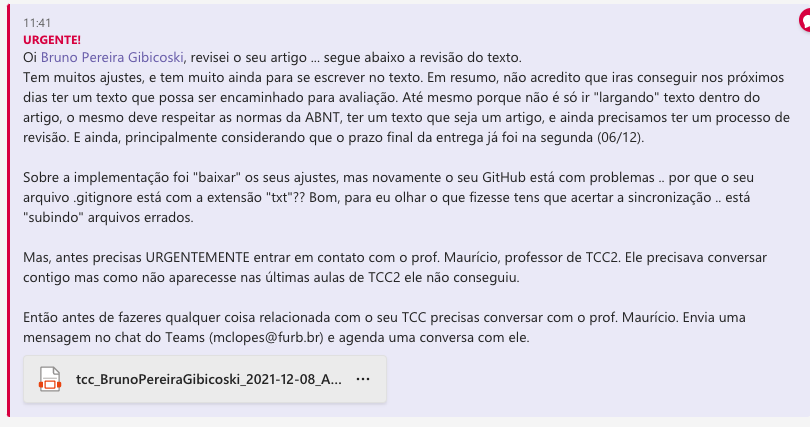 11:41
URGENTE!
Oi Bruno Pereira Gibicoski, revisei o seu artigo ... segue abaixo a revisão do texto.
Tem muitos ajustes, e tem muito ainda para se escrever no texto. Em resumo, não acredito que iras conseguir nos próximos
dias ter um texto que possa ser encaminhado para avaliação. Até mesmo porque não é só ir "largando" texto dentro do
artigo, o mesmo deve respeitar as normas da ABNT, ter um texto que seja um artigo, e ainda precisamos ter um processo de
revisão. E ainda, principalmente considerando que o prazo final da entrega já foi na segunda (06/12).
Sobre a implementação foi "baixar" os seus ajustes, mas novamente o seu GitHub está com problemas .. por que o seu
arquivo .gitignore está com a extensão "txt"?? Bom, para eu olhar o que fizesse tens que acertar a sincronização .. está
"subindo" arquivos errados.
Mas, antes precisas URGENTEMENTE entrar em contato com o prof. Maurício, professor de TCC2. Ele precisava conversar
contigo mas como não aparecesse nas últimas aulas de TCC2 ele não conseguiu.
Então antes de fazeres qualquer coisa relacionada com o seu TCC precisas conversar com o prof. Maurício. Envia uma
mensagem no chat do Teams (mclopes@furb.br) e agenda uma conversa com ele.
tcc_BrunoPereiraGibicoski_2021-12-08_A... ...